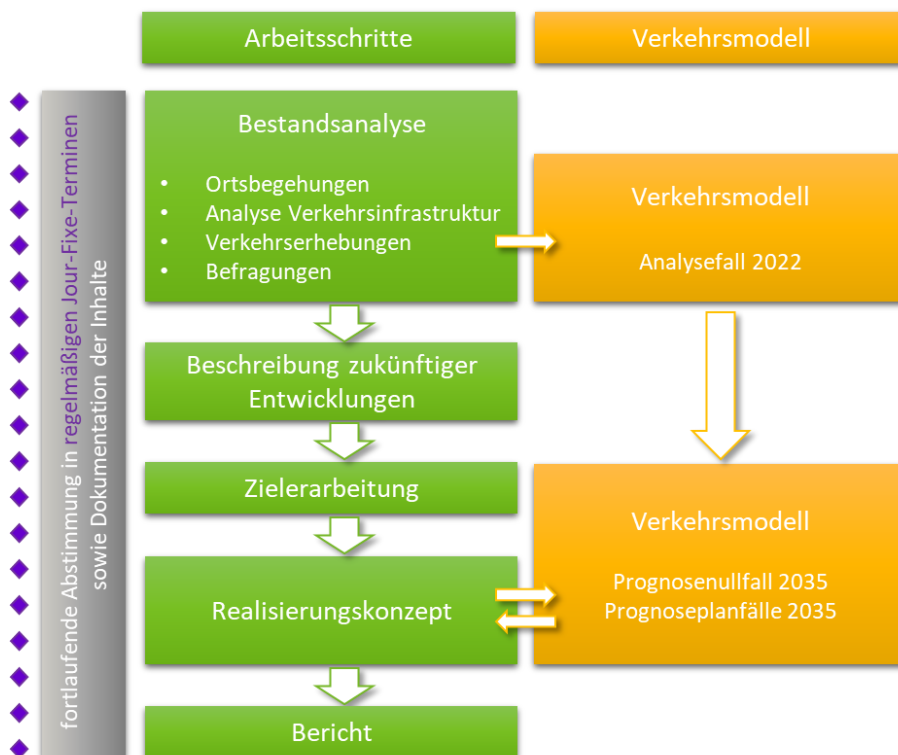 Arbeitsschritte
Verkehrsmodell
fortlaufende Abstimmung in regelmäßigen Jour-Fixe-Terminen
sowie Dokumentation der Inhalte
Bestandsanalyse
• Ortsbegehungen
• Analyse Verkehrsinfrastruktur
• Verkehrserhebungen
• Befragungen
Verkehrsmodell
Analysefall 2022
Beschreibung zukünftiger
Entwicklungen
Zielerarbeitung
Realisierungskonzept
Verkehrsmodell
Prognosenullfall 2035
Prognoseplanfälle 2035
Bericht